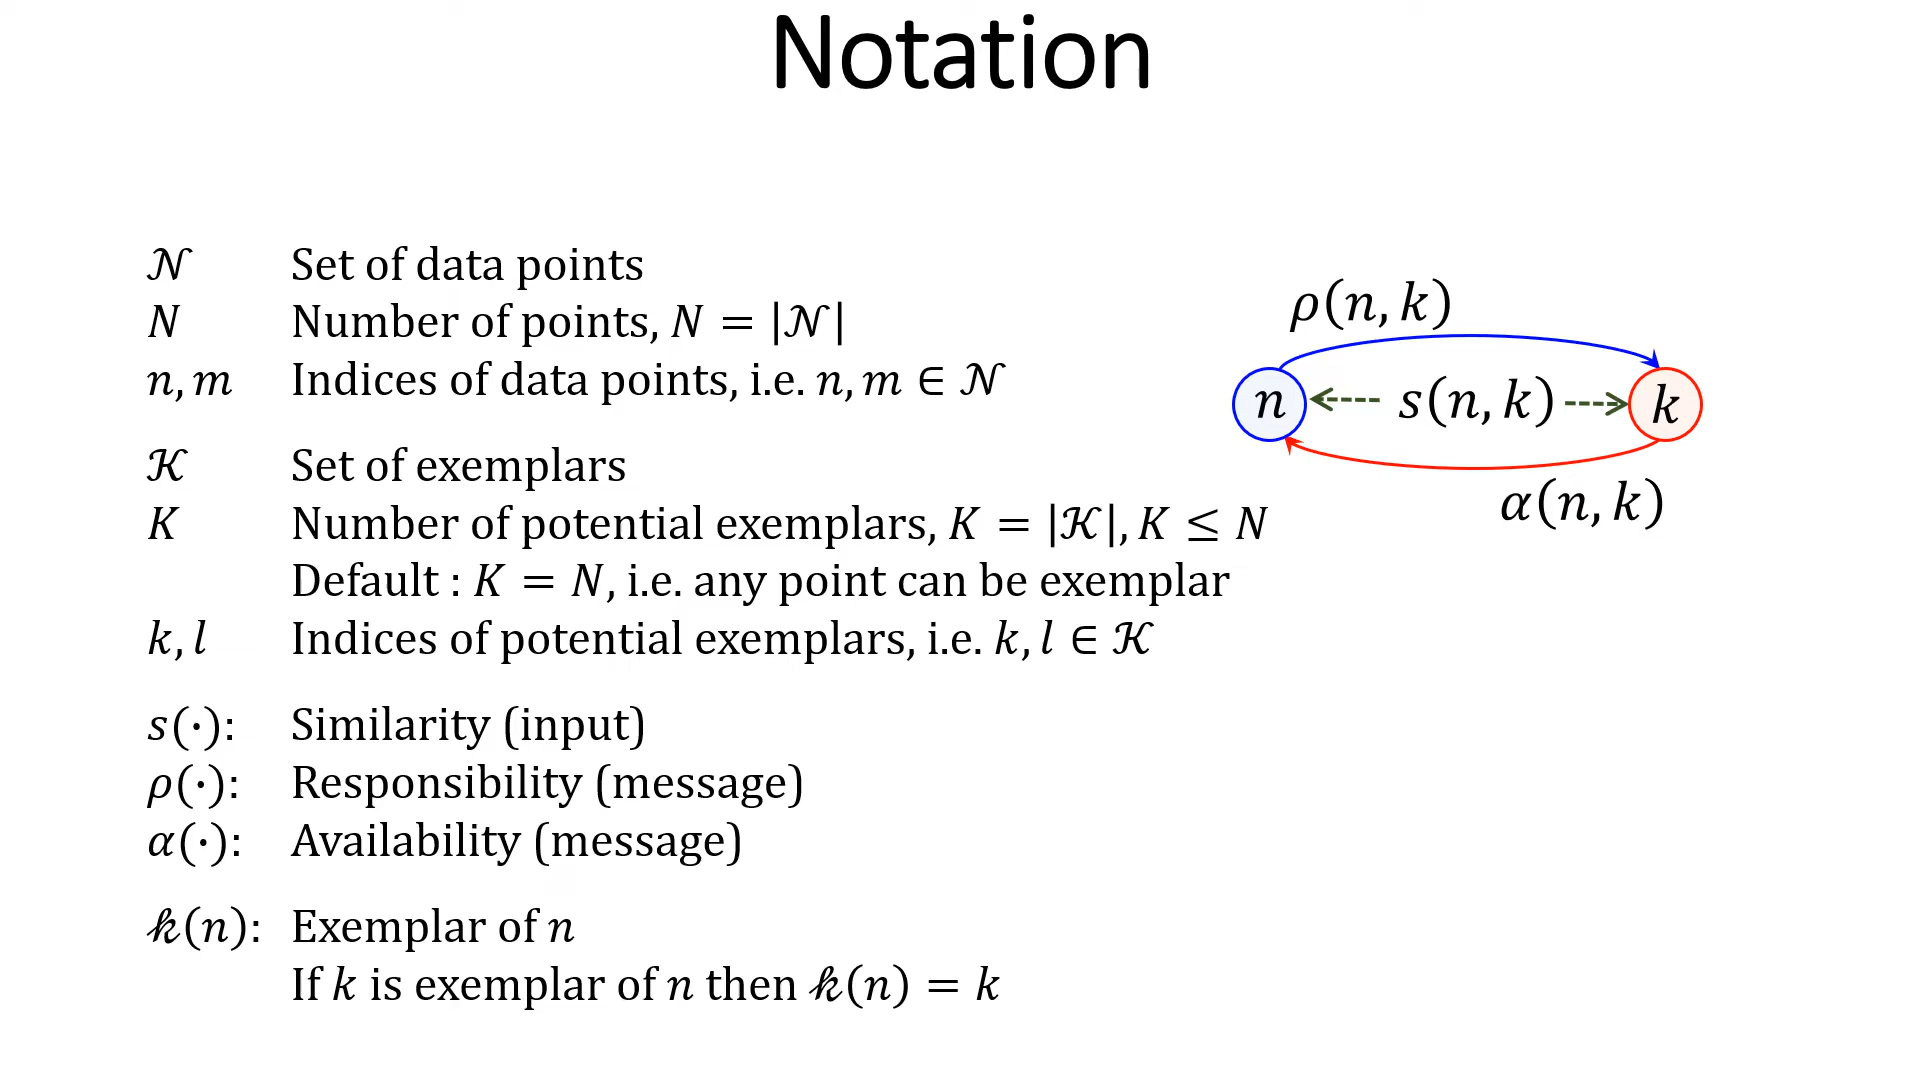 Notation
𝒩 Set of data points
N Number of points, N = |𝒩|
n, m Indices of data points, i.e. n, m ∈ 𝒩
𝒦 Set of exemplars
K Number of potential exemplars, K = |𝒦|, K ≤ N
Default : K = N, i.e. any point can be exemplar
k, l Indices of potential exemplars, i.e. k, l ∈ 𝒦
s(·): Similarity (input)
ρ(·): Responsibility (message)
α(·): Availability (message)
𝓀(n): Exemplar of n
If k is exemplar of n then 𝓀(n) = k
ρ(n, k)
n s(n, k) k
α(n, k)